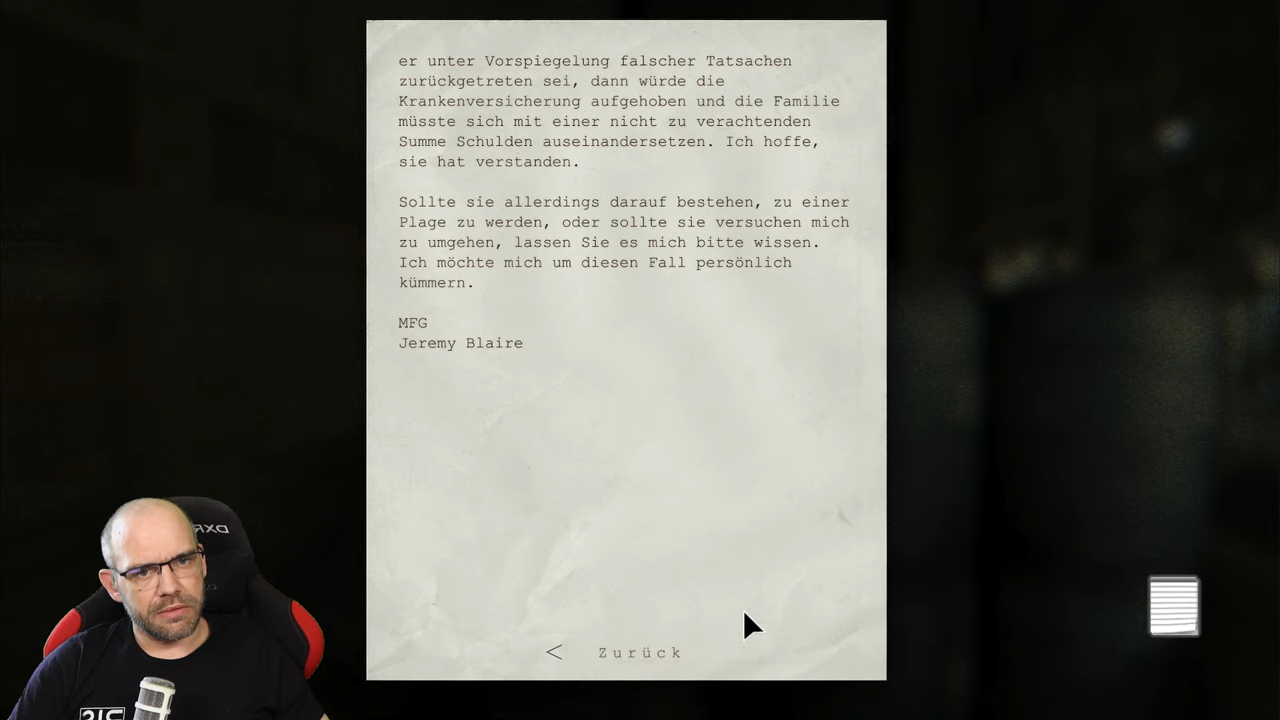 er unter Vorspiegelung falscher Tatsachen
zurückgetreten sei, dann würde die
Krankenversicherung aufgehoben und die Familie
müsste sich mit einer nicht zu verachtenden
Summe Schulden auseinandersetzen. Ich hoffe,
sie hat verstanden.
Sollte sie allerdings darauf bestehen, zu einer
Plage zu werden, oder sollte sie versuchen mich
zu umgehen, lassen Sie es mich bitte wissen.
Ich möchte mich um diesen Fall persönlich
kümmern.
MFG
Jeremy Blaire
< Zurück